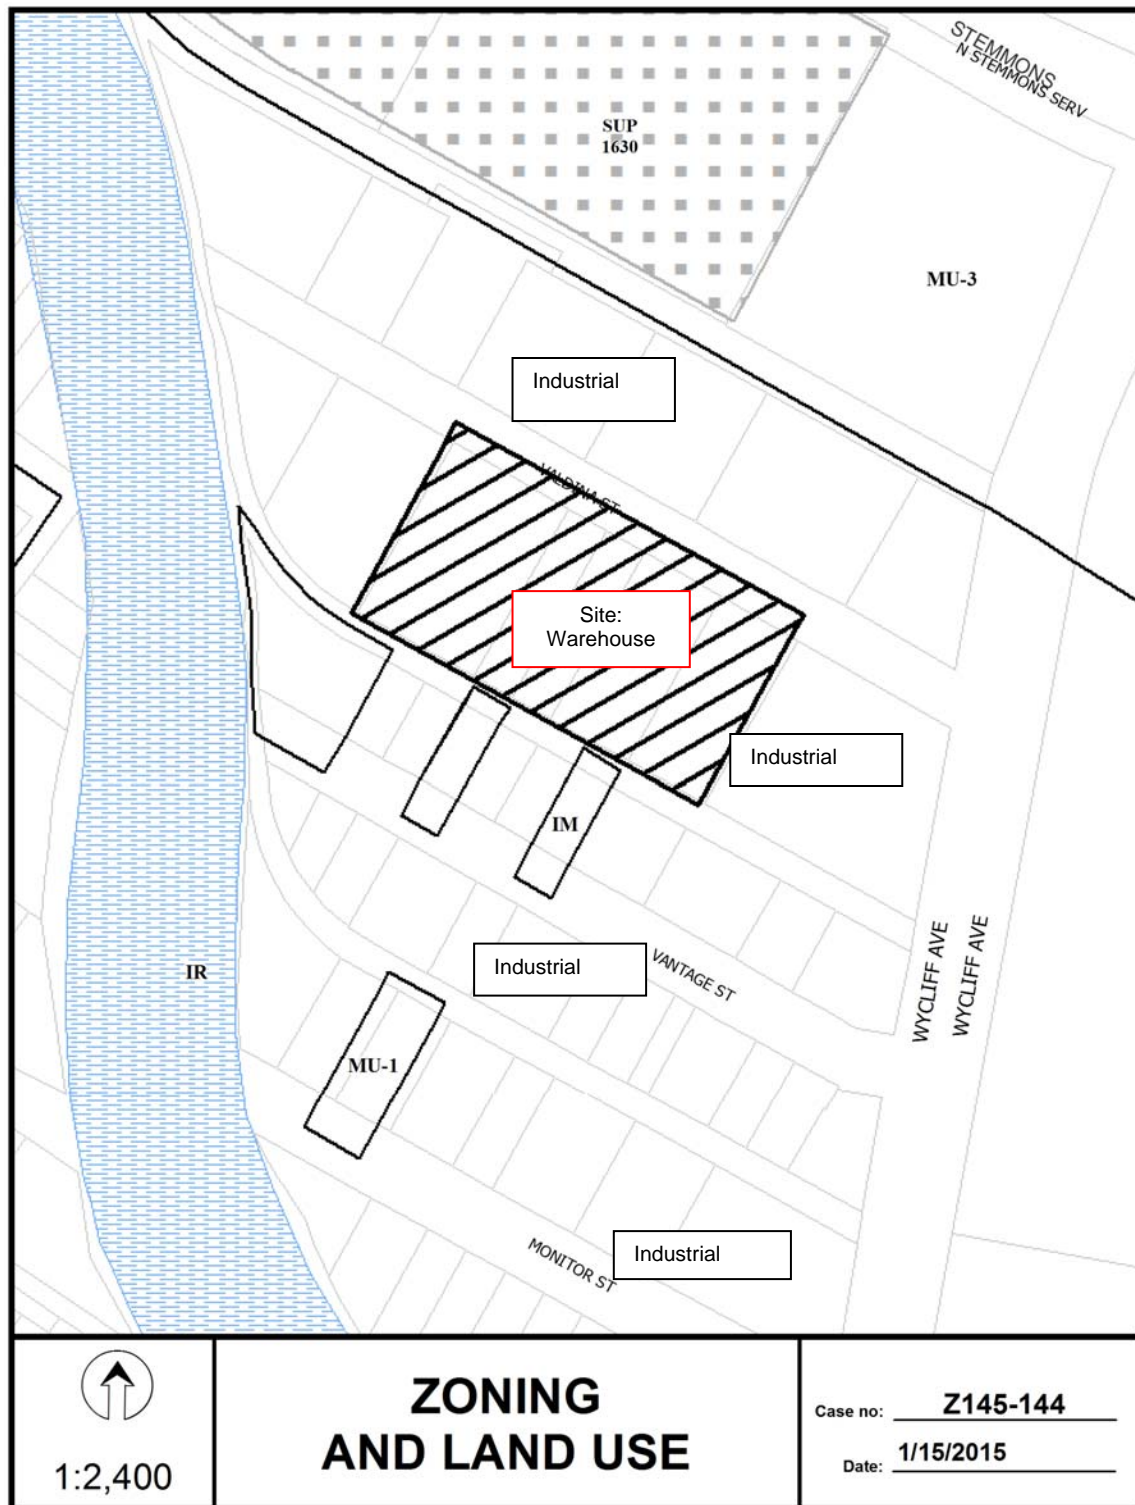 STEMMONS
N STEMMONS SERV
SUP
1630
MU-3
Industrial
VALDINA ST
Site:
Warehouse
Industrial
IM
Industrial
VANTAGE ST
WYCLIFF AVE
WYCLIFF AVE
IR
MU-1
Industrial
MONITOR ST
1:2,400
ZONING
AND LAND USE
Case no: Z145-144
Date: 1/15/2015